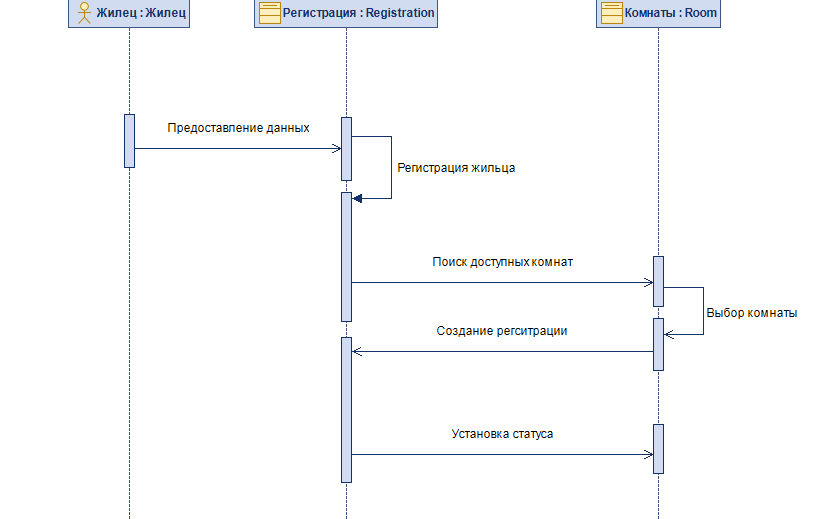 Жилец : Жилец
Регистрация : Registration
Комнаты : Room
Предоставление данных
Регистрация жильца
Поиск доступных комнат
Выбор комнаты
Создание регситрации
Установка статуса